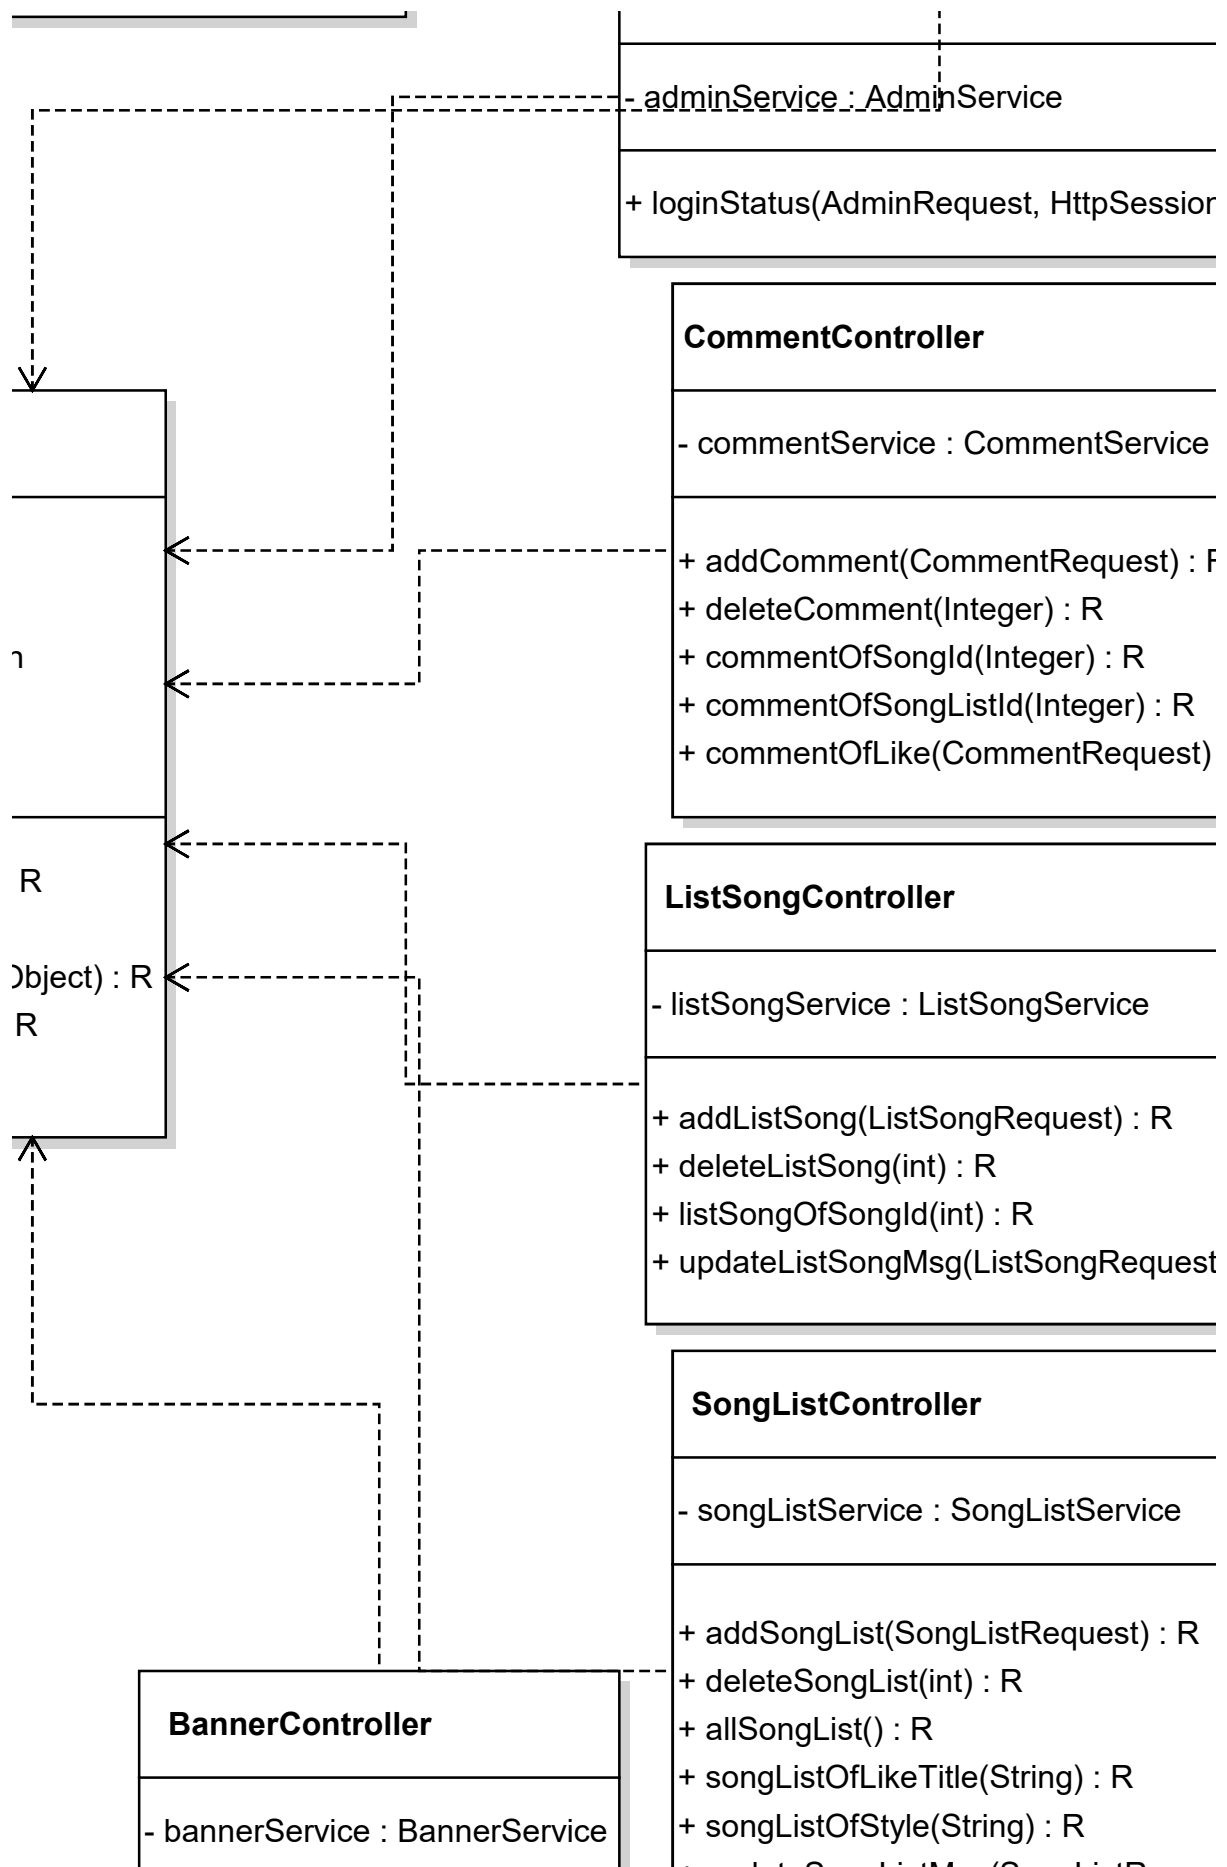 - adminService : AdminService
+ loginStatus(AdminRequest, HttpSession
CommentController
- commentService : CommentService
+ addComment(CommentRequest) :
+ deleteComment(Integer) : R
+ commentOfSongId(Integer) : R
+ commentOfSongListId(Integer) : R
+ commentOfLike(CommentRequest)
R
Object) : R
R
ListSongController
- listSongService : ListSongService
+ addListSong(ListSongRequest) : R
+ deleteListSong(int) : R
+ listSongOfSongId(int) : R
+ updateListSongMsg(ListSongRequest
SongListController
- songListService : SongListService
+ addSongList(SongListRequest) : R
+ deleteSongList(int) : R
+ allSongList() : R
+ songListOfLikeTitle(String) : R
+ songListOfStyle(String) : R
BannerController
- bannerService : BannerService